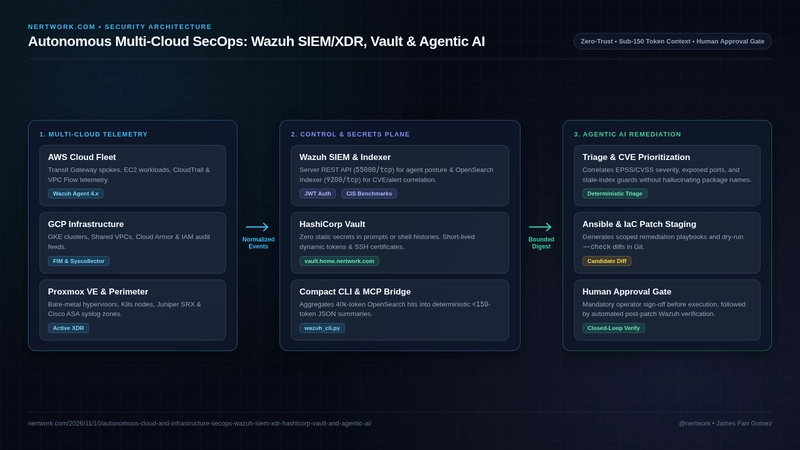 NERTWORK.COM • SECURITY ARCHITECTURE
Autonomous Multi-Cloud SecOps: Wazuh SIEM/XDR, Vault & Agentic AI
Zero-Trust • Sub-150 Token Context • Human Approval Gate
1. MULTI-CLOUD TELEMETRY
AWS Cloud Fleet
Transit Gateway spokes, EC2 workloads, CloudTrail &
VPC Flow telemetry.
Wazuh Agent 4.x
GCP Infrastructure
GKE clusters, Shared VPCs, Cloud Armor & IAM audit
feeds.
FIM & Syscollector
Proxmox VE & Perimeter
Bare-metal hypervisors, K8s nodes, Juniper SRX &
Cisco ASA syslog zones.
Active XDR
Normalized
Events
2. CONTROL & SECRETS PLANE
Wazuh SIEM & Indexer
Server REST API (55000/tcp) for agent posture & OpenSearch
Indexer (9200/tcp) for CVE/alert correlation.
JWT Auth
CIS Benchmarks
HashiCorp Vault
Zero static secrets in prompts or shell histories. Short-lived
dynamic tokens & SSH certificates.
vault.home.nertwork.com
Compact CLI & MCP Bridge
Aggregates 40k-token OpenSearch hits into deterministic <150-
token JSON summaries.
wazuh_cli.py
Bounded
Digest
3. AGENTIC AI REMEDIATION
Triage & CVE Prioritization
Correlates EPSS/CVSS severity, exposed ports, and
stale-index guards without hallucinating package names.
Deterministic Triage
Ansible & IaC Patch Staging
Generates scoped remediation playbooks and dry-run
--check diffs in Git.
Candidate Diff
Human Approval Gate
Mandatory operator sign-off before execution, followed
by automated post-patch Wazuh verification.
Closed-Loop Verify
nertwork.com/2026/11/10/autonomous-cloud-and-infrastructure-secops-wazuh-siem-xdr-hashicorp-vault-and-agentic-ai/
@nertwork • James Farr Gomez